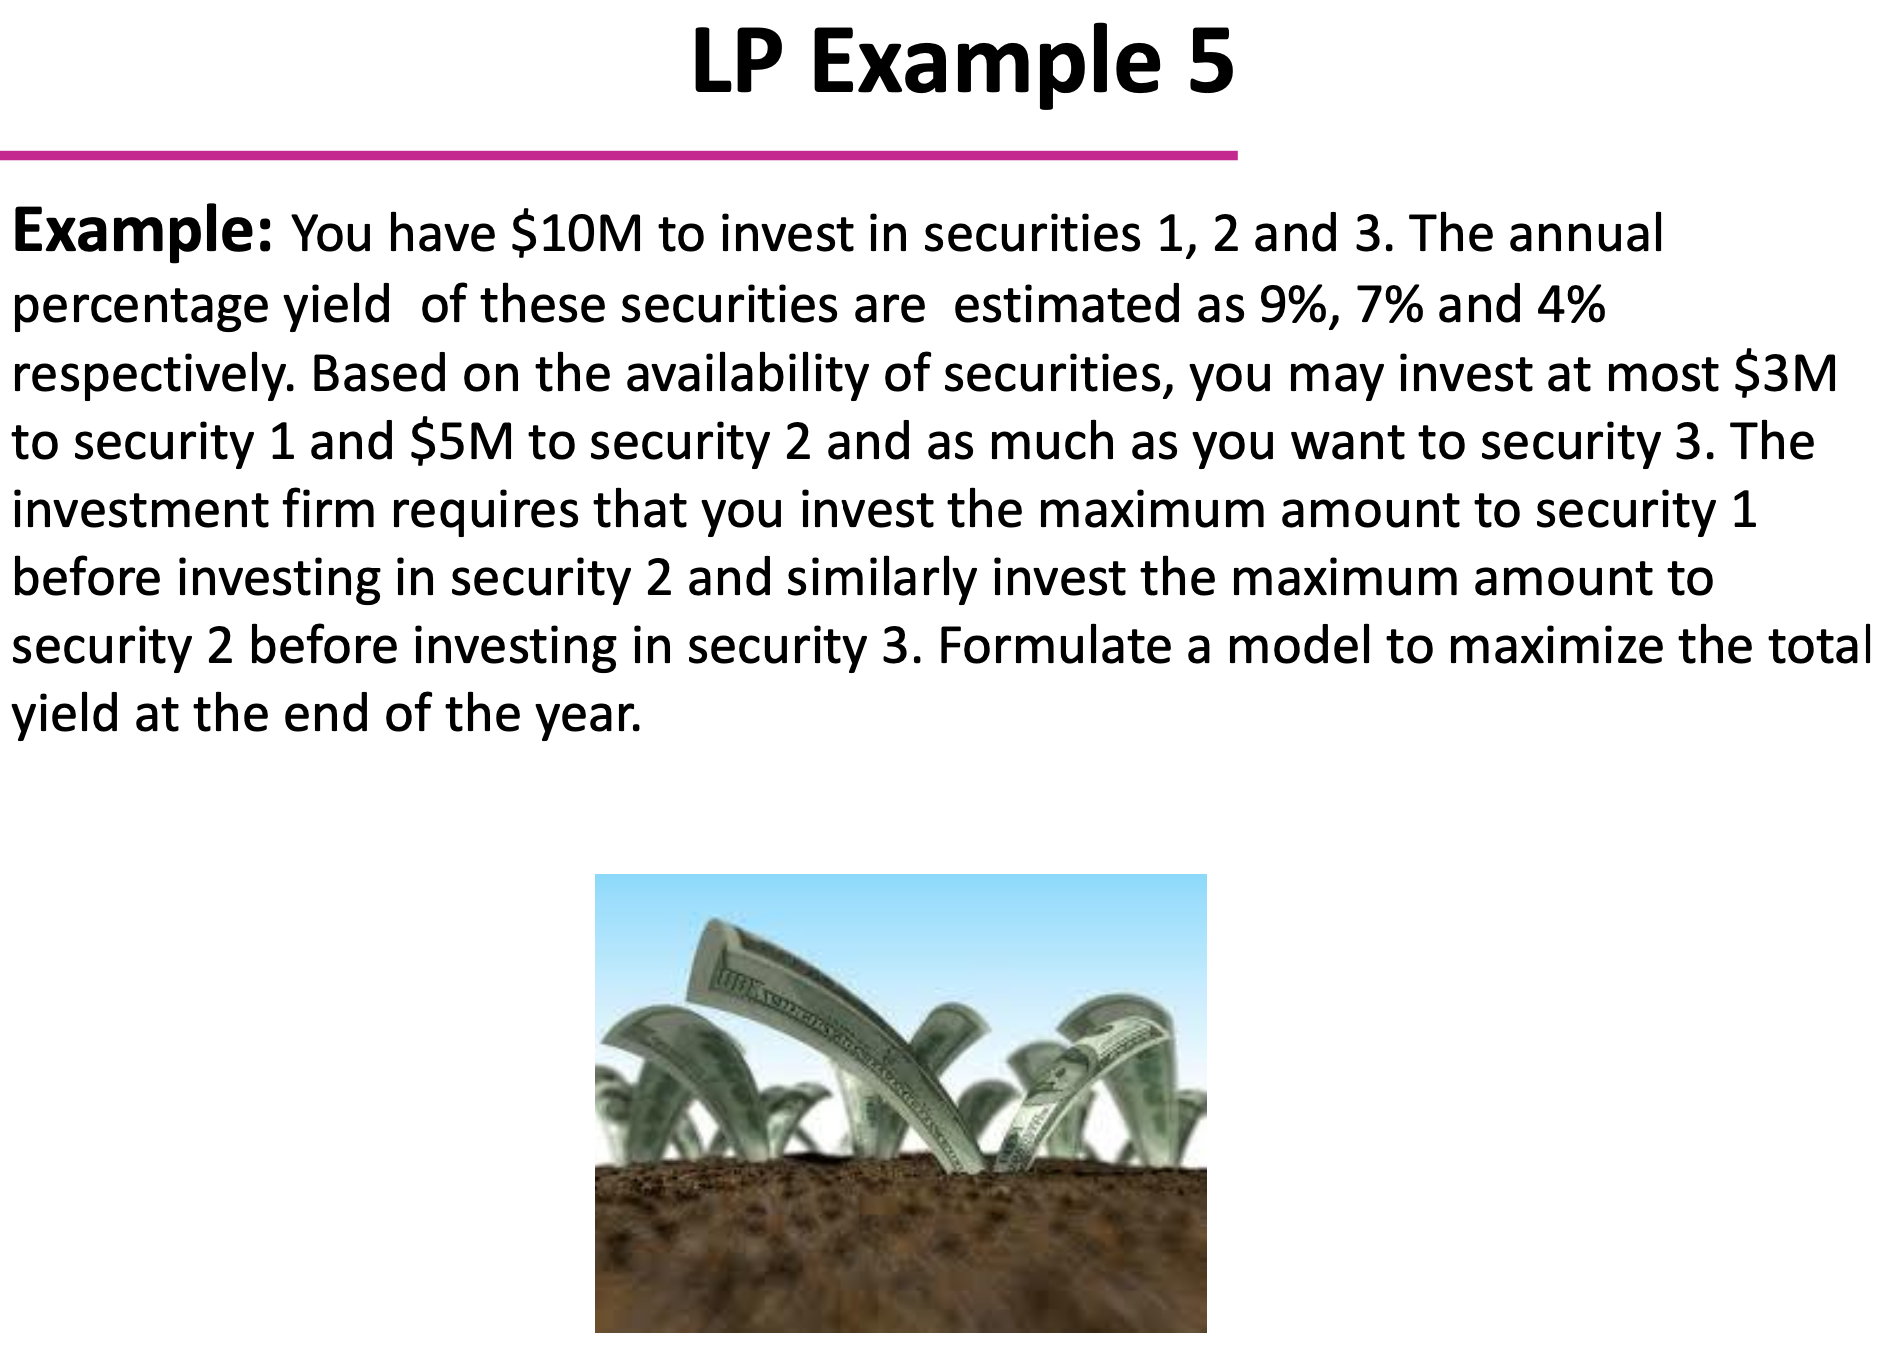 LP Example 5
Example: You have $10M to invest in securities 1, 2 and 3. The annual
percentage yield  of these securities are  estimated as 9%, 7% and 4%
respectively. Based on the availability of securities, you may invest at most $3M
to security 1 and $5M to security 2 and as much as you want to security 3. The
investment firm requires that you invest the maximum amount to security 1
before investing in security 2 and similarly invest the maximum amount to
security 2 before investing in security 3. Formulate a model to maximize the total
yield at the end of the year.